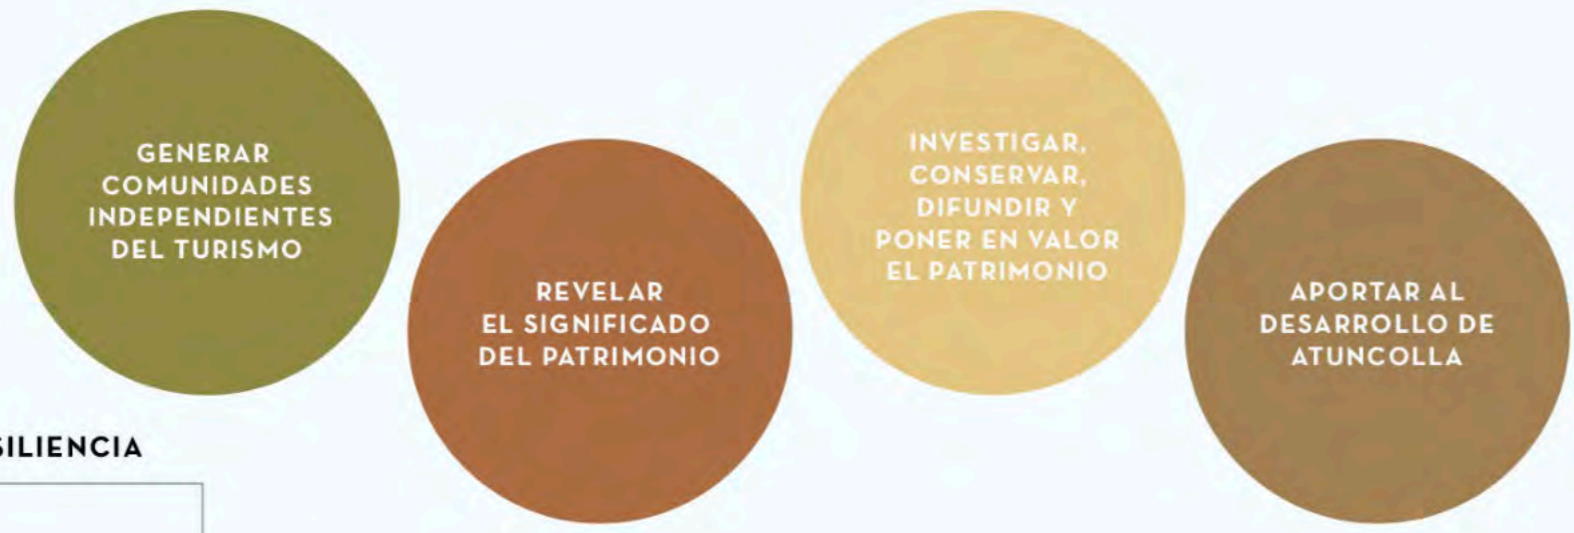 GENERAR
COMUNIDADES
INDEPENDIENTES
DEL TURISMO
REVELAR
EL SIGNIFICADO
DEL PATRIMONIO
INVESTIGAR,
CONSERVAR,
DIFUNDIR Y
PONER EN VALOR
EL PATRIMONIO
APORTAR AL
DESARROLLO DE
ATUNCOLLA
SILIENCIA